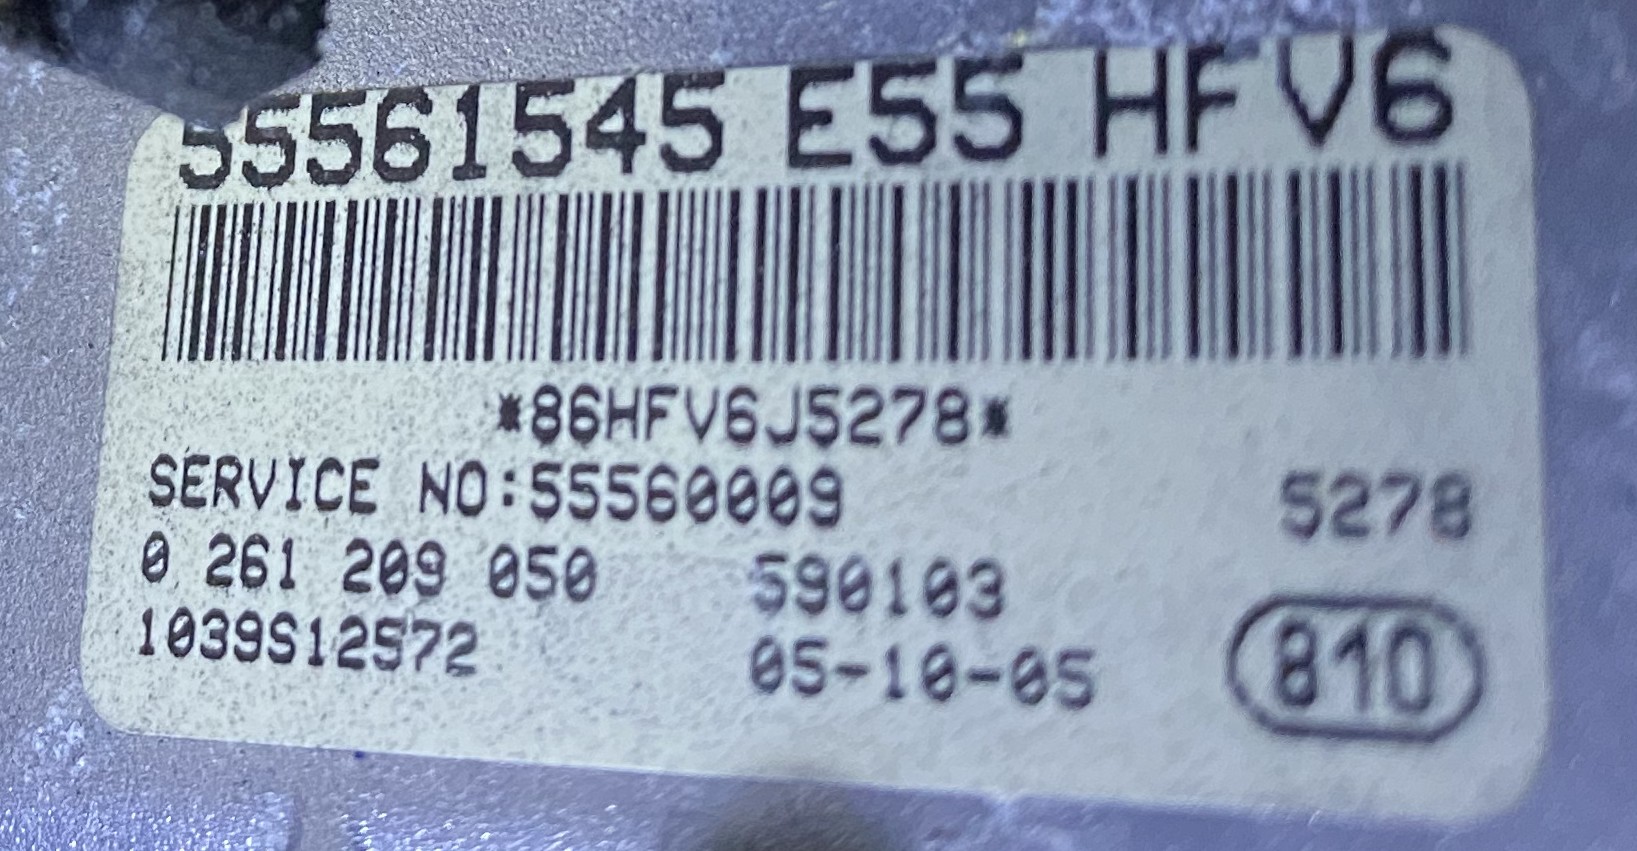 55561545 E55 HFV6
*86HFV6J5278*
SERVICE NO:55560009 5278
0 261 209 050 590103
1039S12572 05-10-05 810